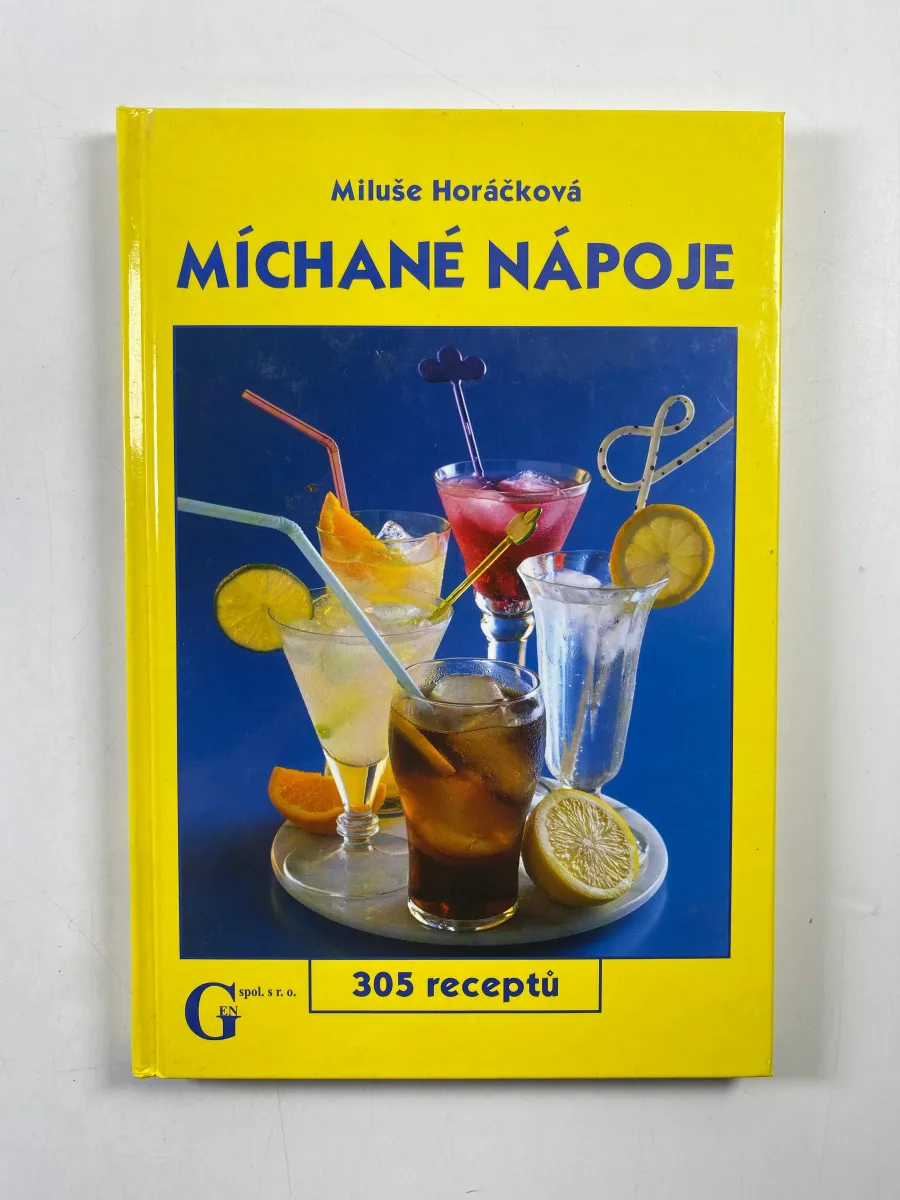 Miluše Horáčková
MÍCHANÉ NÁPOJE
305 receptů
GEN spol. s r. o.